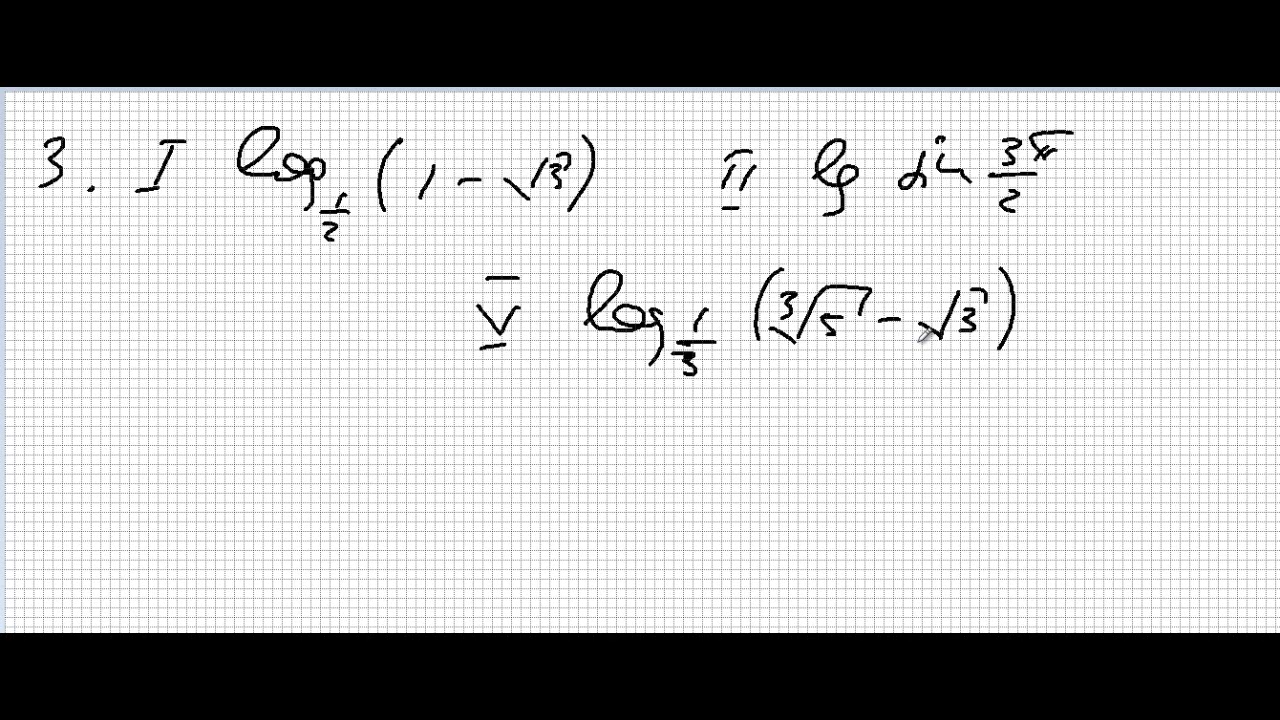 3. I log_{1/2} (1 - √3) II lg sin 3π/2
V log_{1/3} (∛5 - √3)